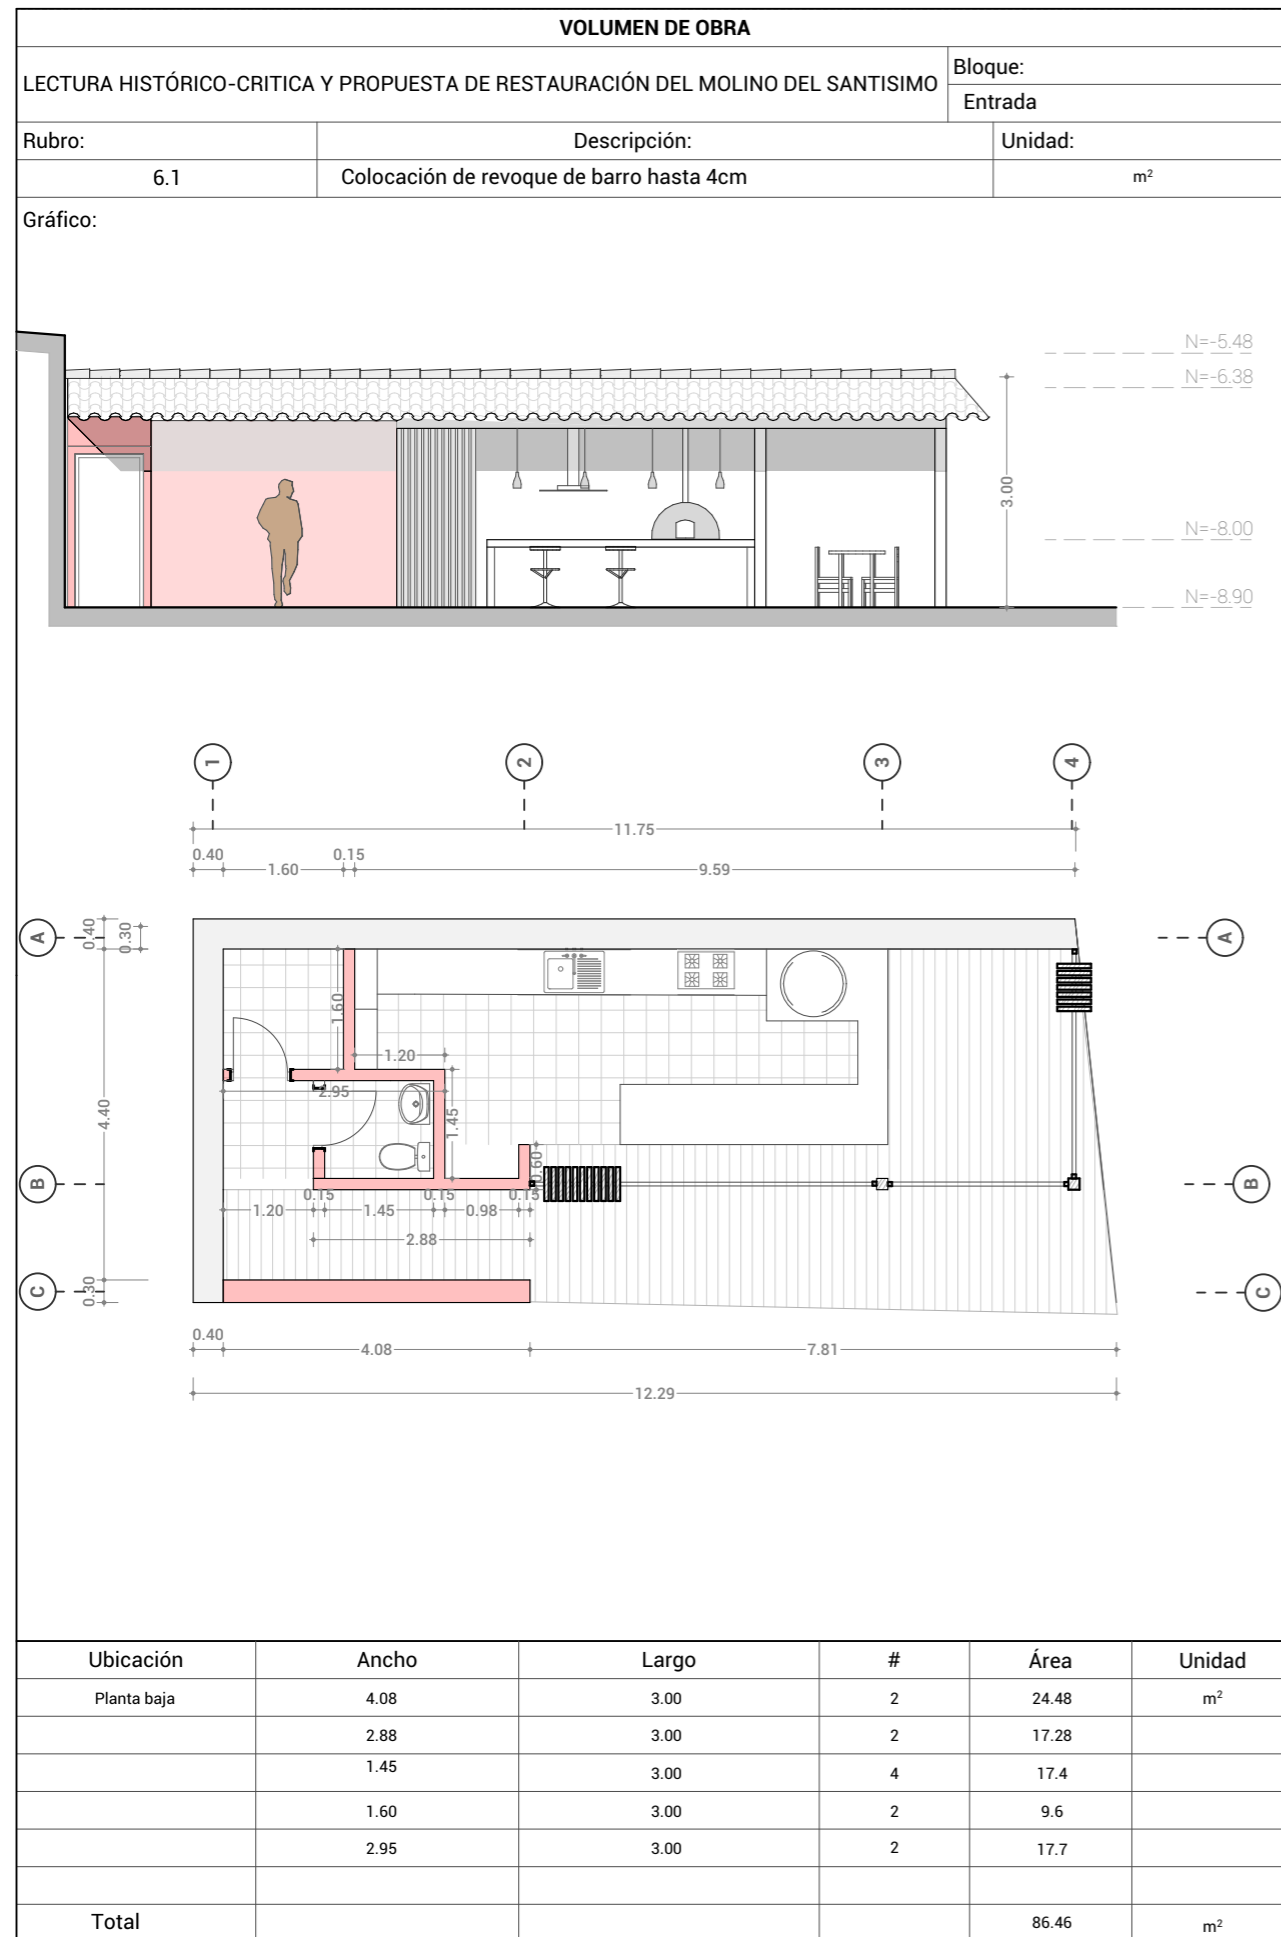 VOLUMEN DE OBRA
LECTURA HISTÓRICO-CRITICA Y PROPUESTA DE RESTAURACIÓN DEL MOLINO DEL SANTISIMO
Bloque:
Entrada
Rubro: Descripción: Unidad:
6.1 Colocación de revoque de barro hasta 4cm m²
Gráfico:
N=-5.48
N=-6.38
3.00
N=-8.00
N=-8.90
1 2 3 4
11.75
0.40 1.60 0.15 9.59
A 0.40 0.30 A
1.60
1.20
2.95
4.40
1.45
0.60
B B
0.15 0.15 0.15
1.20 1.45 0.98
2.88
C 0.30 C
0.40 4.08 7.81
12.29
Ubicación Ancho Largo # Área Unidad
Planta baja 4.08 3.00 2 24.48 m²
2.88 3.00 2 17.28
1.45 3.00 4 17.4
1.60 3.00 2 9.6
2.95 3.00 2 17.7
Total 86.46 m²